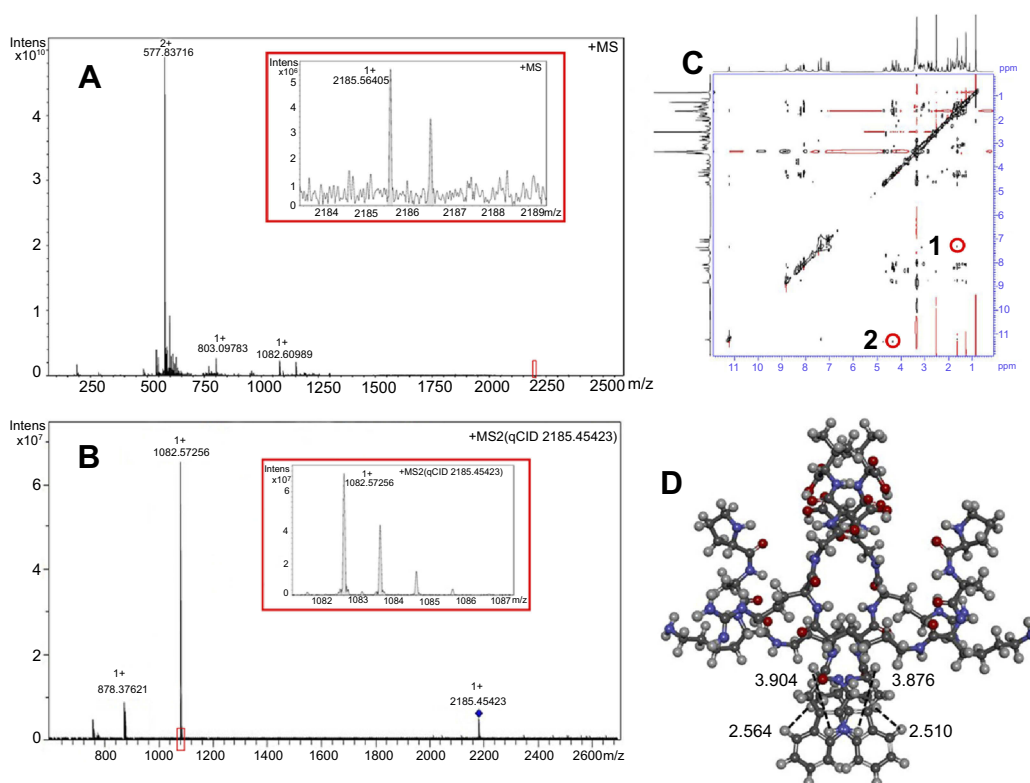 A
Intens
x10¹⁰
+MS
2+
577.83716
5
4
3
2
1
0
1+
803.09783
1+
1082.60989
250 500 750 1000 1250 1500 1750 2000 2250 2500 m/z
Intens
x10⁶
+MS
1+
2185.56405
5
4
3
2
1
0
2184 2185 2186 2187 2188 2189 m/z
B
Intens
x10⁷
+MS2(qCID 2185.45423)
1+
1082.57256
6
4
2
0
1+
878.37621
1+
2185.45423
800 1000 1200 1400 1600 1800 2000 2200 2400 2600 m/z
Intens
x10⁷
+MS2(qCID 2185.45423)
1+
1082.57256
6
4
2
0
1082 1083 1084 1085 1086 1087 m/z
C
ppm
1
2
3
4
5
6
7
8
9
10
11
ppm
11 10 9 8 7 6 5 4 3 2 1
ppm
1
2
D
3.904
3.876
2.564
2.510